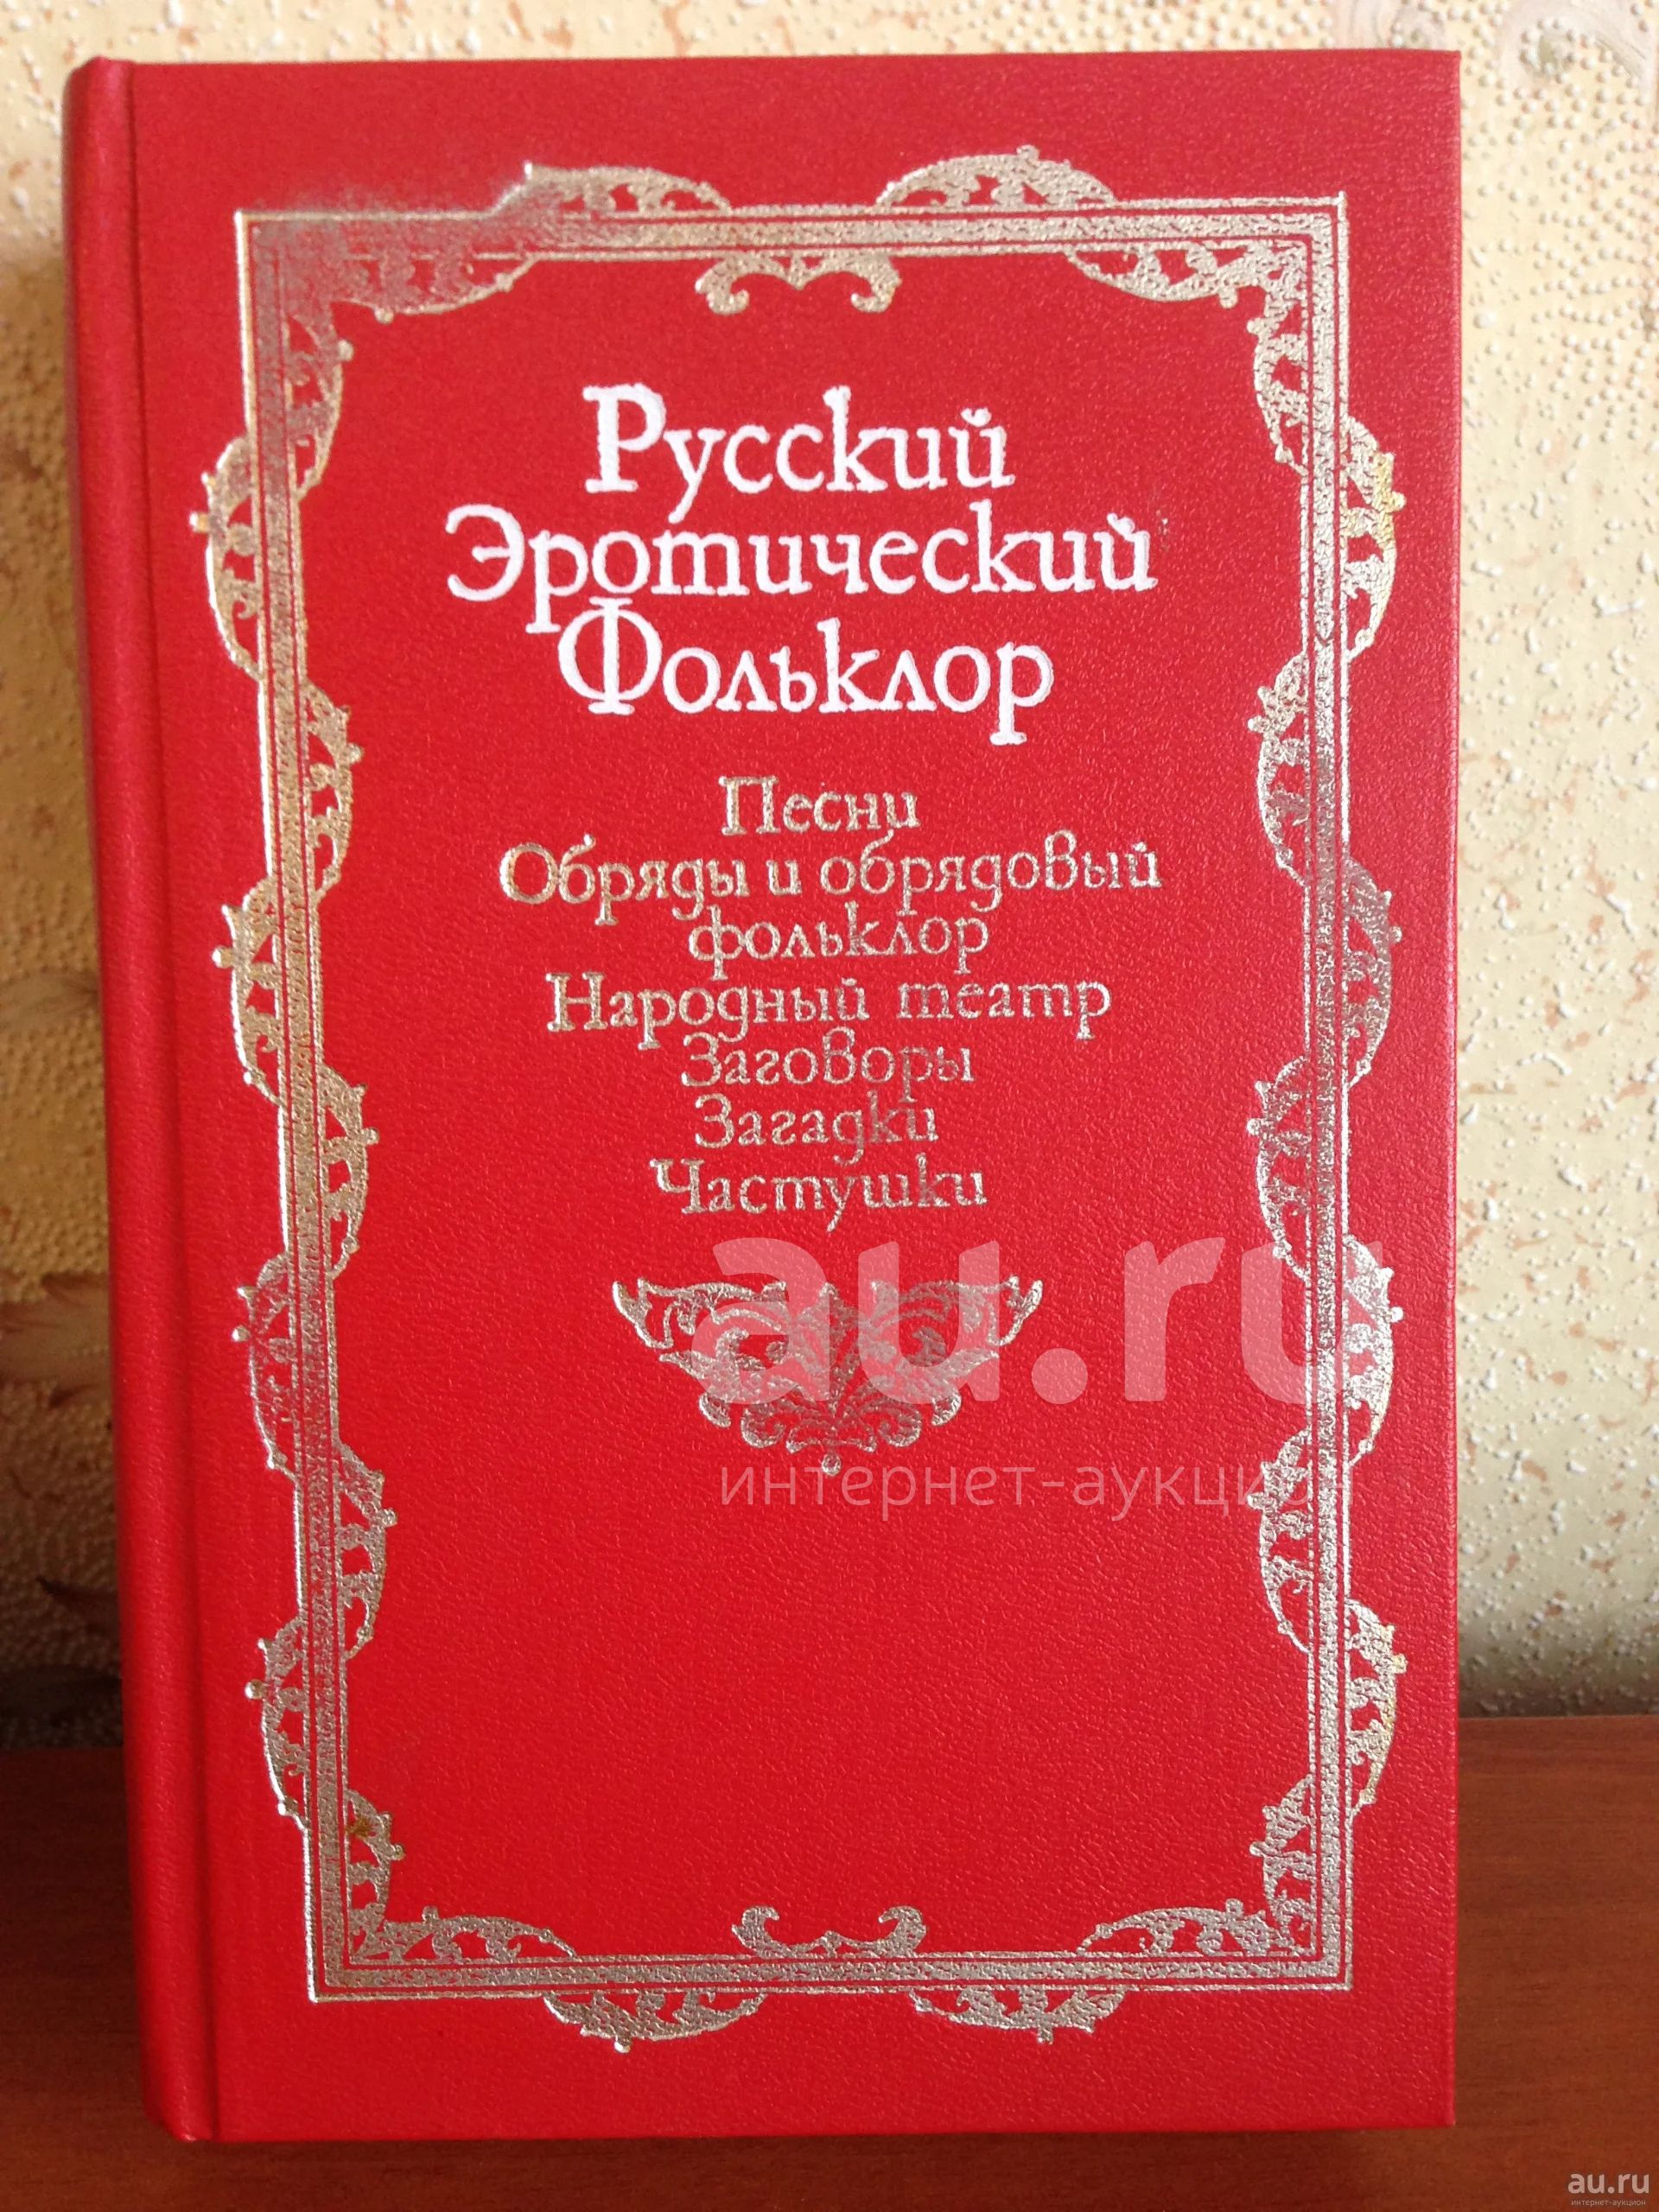 Русский
Эротический
Фольклор
Песни
Обряды и обрядовый
фольклор
Народный театр
Заговоры
Загадки
Частушки
au.ru
интернет-аукцион
au.ru
интернет-аукцион